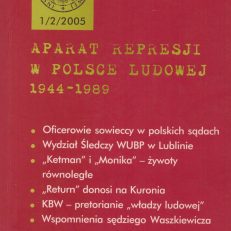 1/2/2005
APARAT REPRESJI
W POLSCE LUDOWEJ
1944-1989
• Oficerowie sowieccy w polskich sądach
• Wydział Śledczy WUBP w Lublinie
• „Ketman” i „Monika” – żywoty
równoległe
• „Return” donosi na Kuronia
• KBW – pretorianie „władzy ludowej”
• Wspomnienia sędziego Waszkiewicza